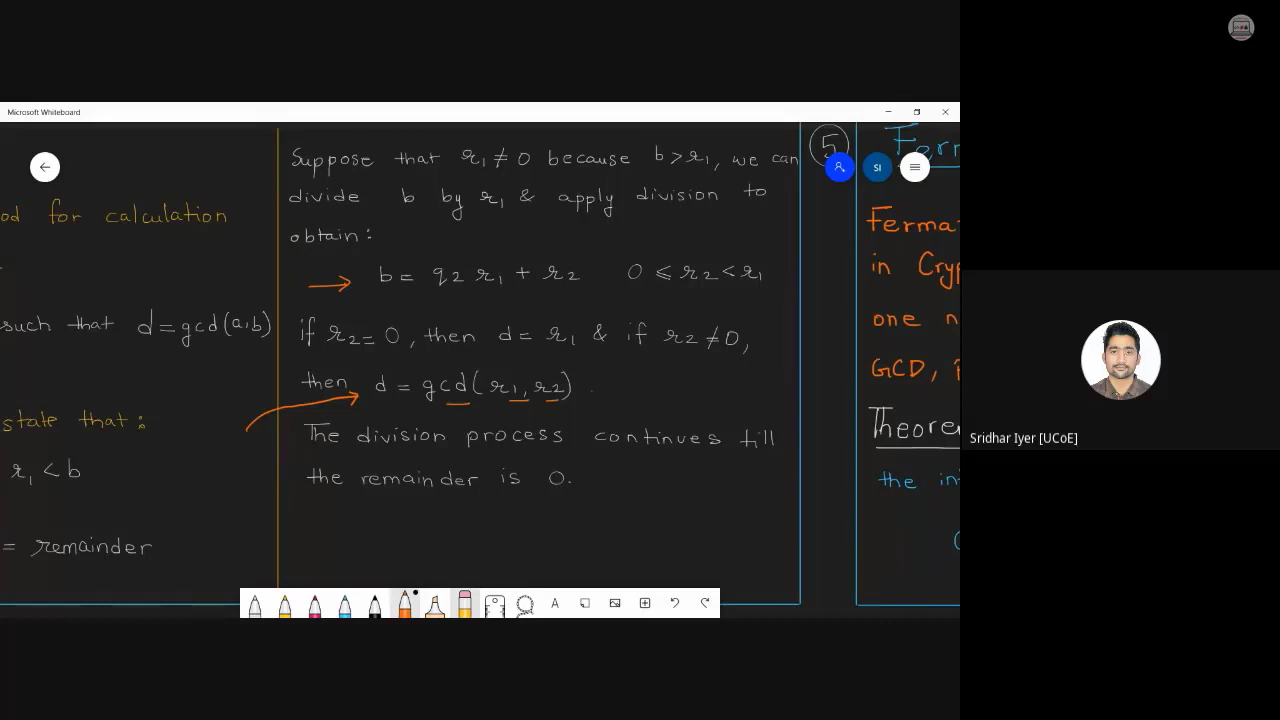 Microsoft Whiteboard
od for calculation
such that d=gcd(a,b)
state that:
r1 < b
= remainder
Suppose that r1 ≠ 0 because b > r1, we can
divide b by r1 & apply division to
obtain:
b = q2 r1 + r2 0 ⩽ r2 < r1
if r2 = 0, then d = r1 & if r2 ≠ 0,
then d = gcd(r1, r2).
The division process continues till
the remainder is 0.
5
Fer
Ferma
in Cryp
one n
GCD,
Theore
the in
SI
A
Sridhar Iyer [UCoE]